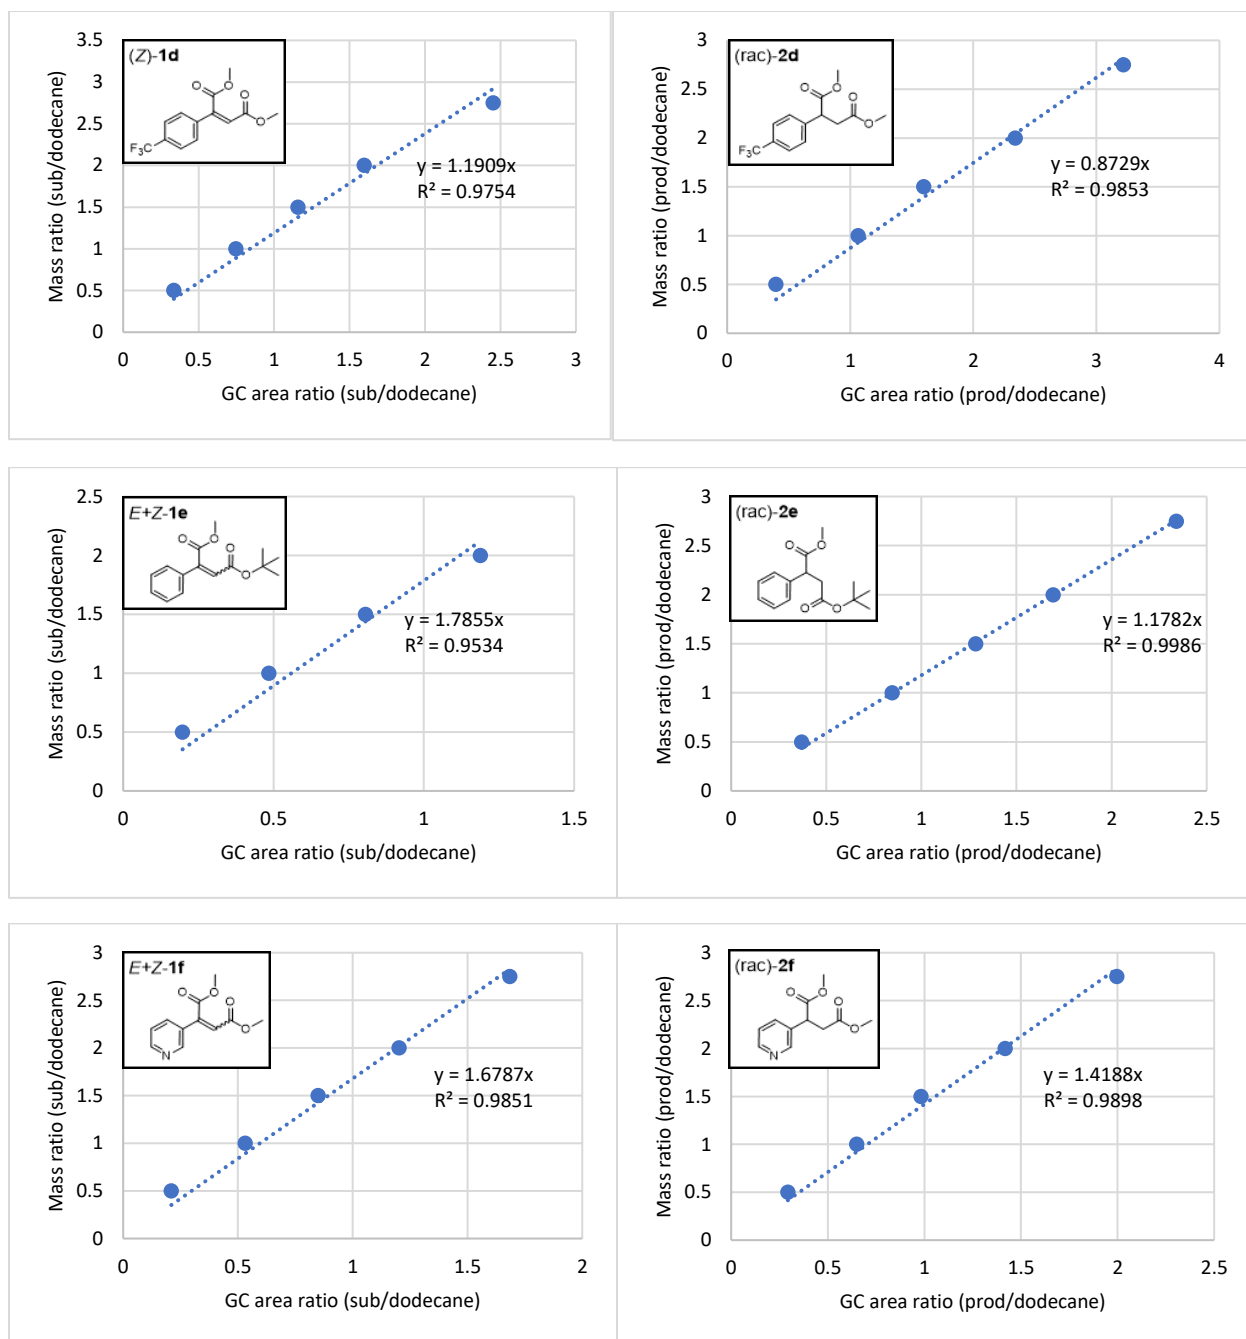 (Z)-1d
O
O
O
O
F₃C
Mass ratio (sub/dodecane)
3.5
3
2.5
2
1.5
1
0.5
0
y = 1.1909x
R² = 0.9754
0 0.5 1 1.5 2 2.5 3
GC area ratio (sub/dodecane)
(rac)-2d
O
O
O
O
F₃C
Mass ratio (prod/dodecane)
3
2.5
2
1.5
1
0.5
0
y = 0.8729x
R² = 0.9853
0 1 2 3 4
GC area ratio (prod/dodecane)
E+Z-1e
O
O
O
O
Mass ratio (sub/dodecane)
2.5
2
1.5
1
0.5
0
y = 1.7855x
R² = 0.9534
0 0.5 1 1.5
GC area ratio (sub/dodecane)
(rac)-2e
O
O
O
O
Mass ratio (prod/dodecane)
3
2.5
2
1.5
1
0.5
0
y = 1.1782x
R² = 0.9986
0 0.5 1 1.5 2 2.5
GC area ratio (prod/dodecane)
E+Z-1f
O
O
O
O
N
Mass ratio (sub/dodecane)
3
2.5
2
1.5
1
0.5
0
y = 1.6787x
R² = 0.9851
0 0.5 1 1.5 2
GC area ratio (sub/dodecane)
(rac)-2f
O
O
O
O
N
Mass ratio (prod/dodecane)
3
2.5
2
1.5
1
0.5
0
y = 1.4188x
R² = 0.9898
0 0.5 1 1.5 2 2.5
GC area ratio (prod/dodecane)